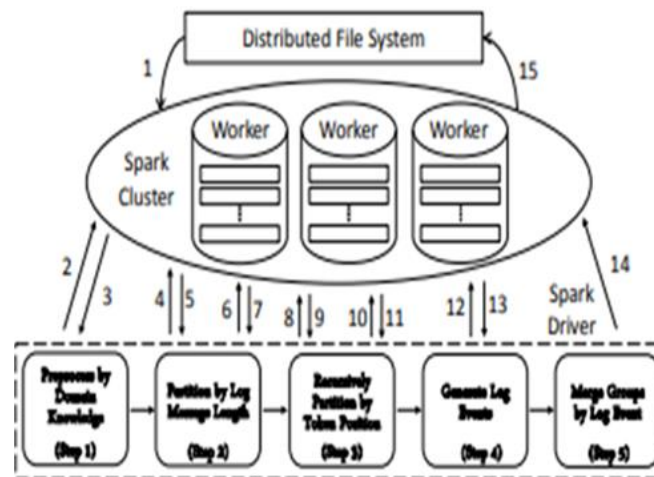 Distributed File System
1
15
Worker
Worker
Worker
Spark
Cluster
2
3
4
5
6
7
8
9
10
11
12
13
14
Spark
Driver
Preprocess by
Domain
Knowledge
(Step 1)
Partition by Log
Message Length
(Step 2)
Recursively
Partition by
Token Position
(Step 3)
Generate Log
Events
(Step 4)
Merge Groups
by Log Event
(Step 5)